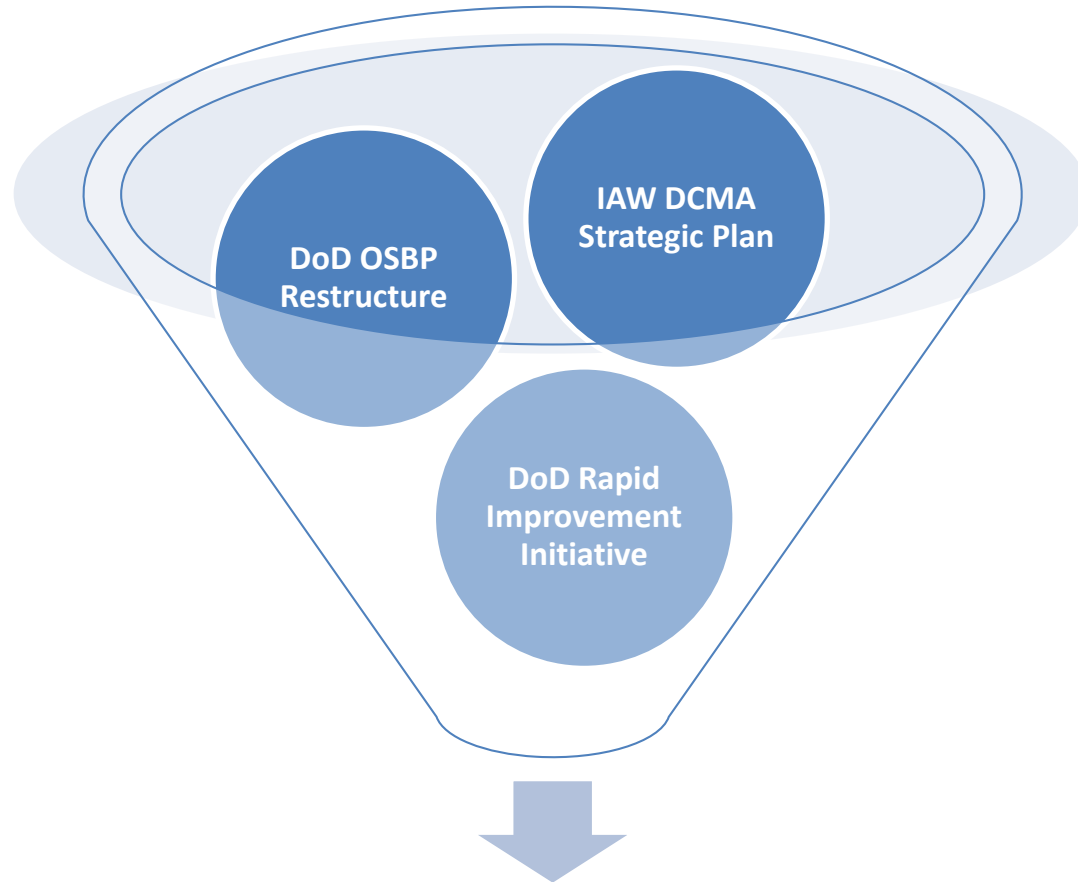 IAW DCMA
Strategic Plan
DoD OSBP
Restructure
DoD Rapid
Improvement
Initiative